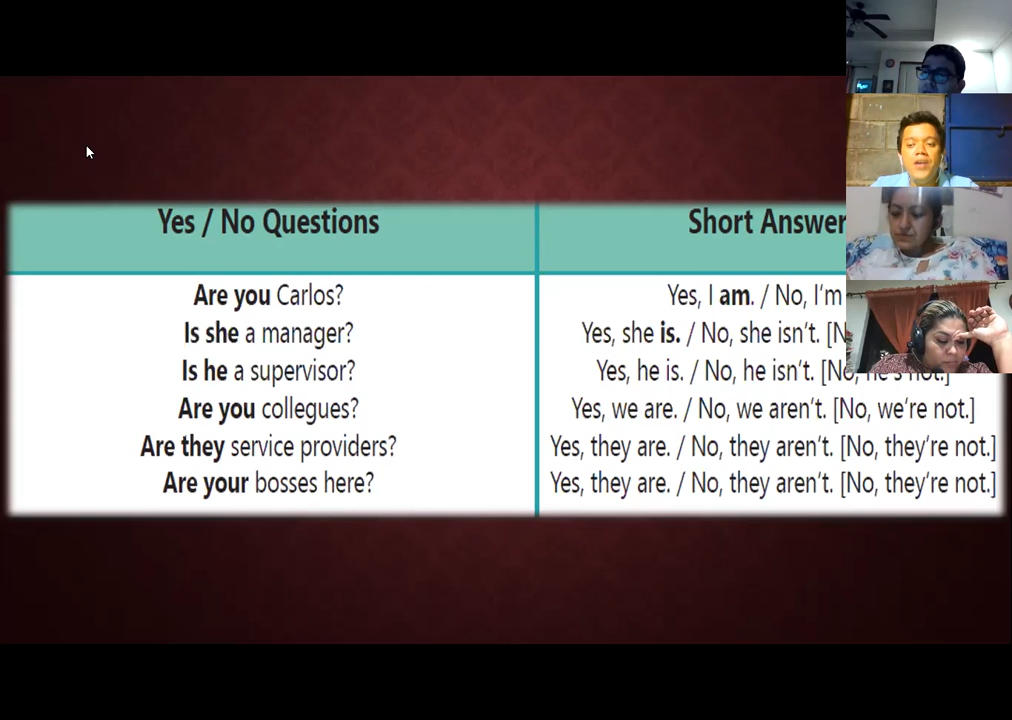 Yes / No Questions
Short Answer
Are you Carlos?
Yes, I am. / No, I'm
Is she a manager?
Yes, she is. / No, she isn't. [N
Is he a supervisor?
Yes, he is. / No, he isn't. [No, he's not.]
Are you collegues?
Yes, we are. / No, we aren't. [No, we're not.]
Are they service providers?
Yes, they are. / No, they aren't. [No, they're not.]
Are your bosses here?
Yes, they are. / No, they aren't. [No, they're not.]